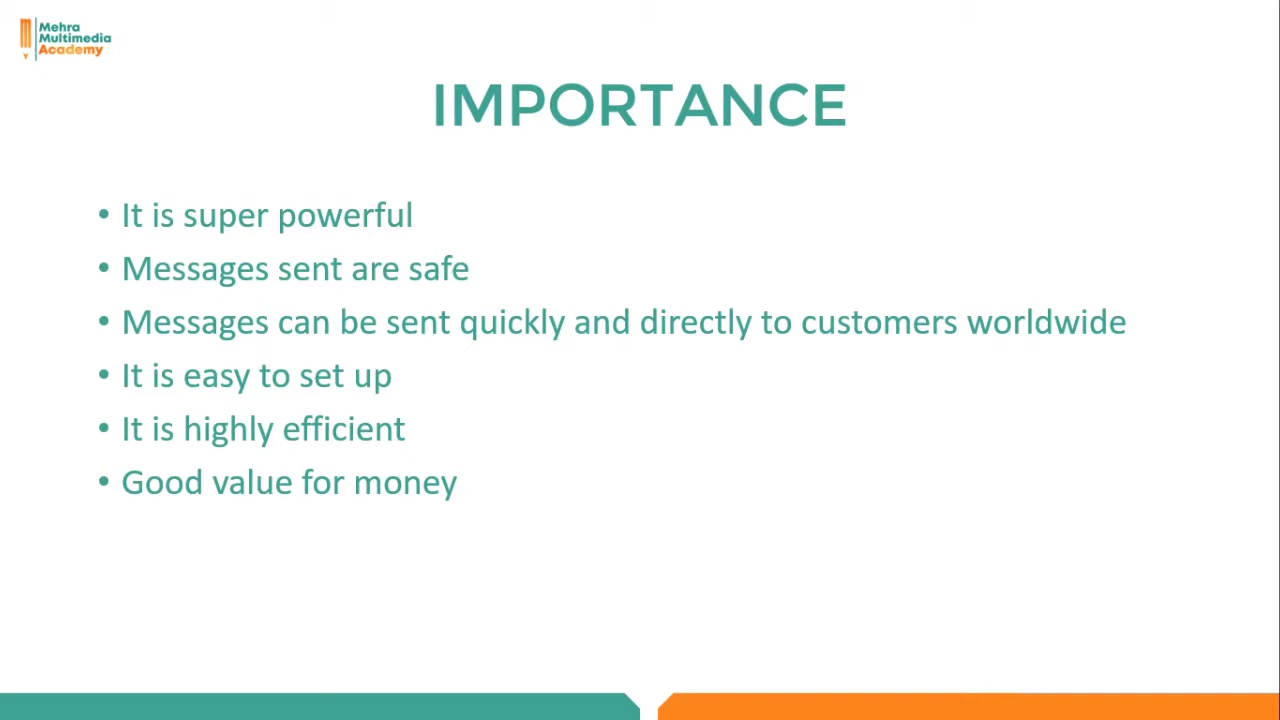 Mehra
Multimedia
Academy
IMPORTANCE
• It is super powerful
• Messages sent are safe
• Messages can be sent quickly and directly to customers worldwide
• It is easy to set up
• It is highly efficient
• Good value for money